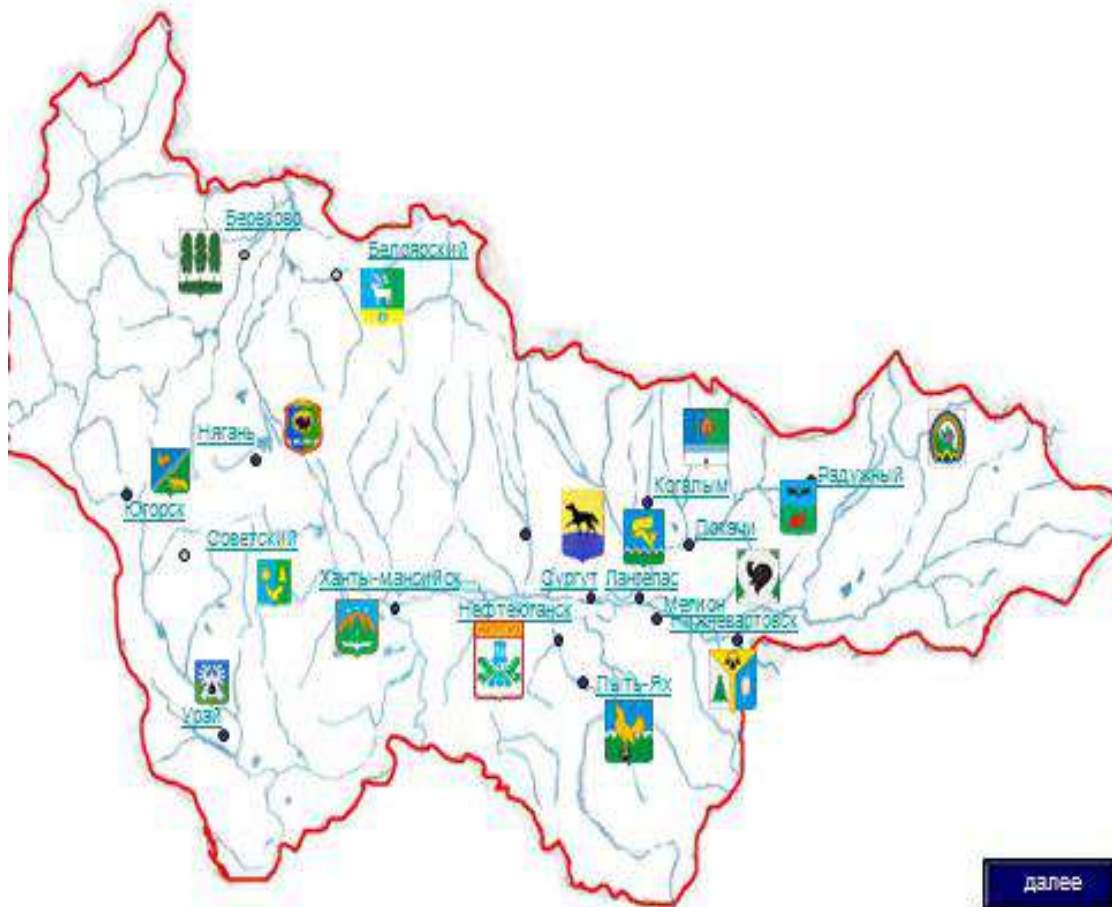 Березово
Белоярский
Нягань
Югорск
Когалым
Радужный
Советский
Покачи
Ханты-мансийск
Сургут
Лангепас
Нефтеюганск
Мегион
Нижневартовск
Пыть-Ях
Урай
далее